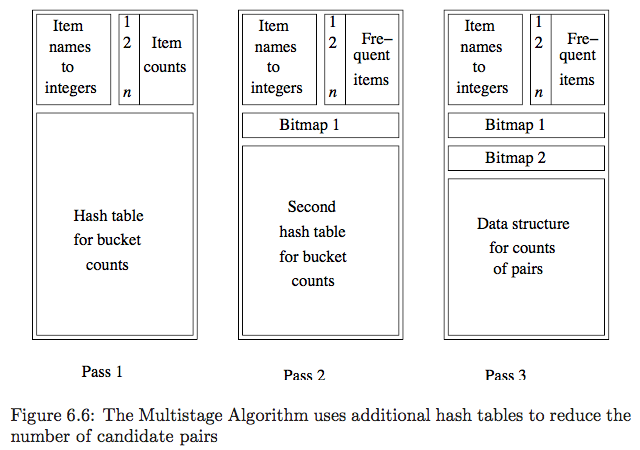 Item
names
to
integers
1
2
n
Item
counts
Hash table
for bucket
counts
Pass 1
Item
names
to
integers
1
2
n
Fre–
quent
items
Bitmap 1
Second
hash table
for bucket
counts
Pass 2
Item
names
to
integers
1
2
n
Fre–
quent
items
Bitmap 1
Bitmap 2
Data structure
for counts
of pairs
Pass 3
Figure 6.6: The Multistage Algorithm uses additional hash tables to reduce the
number of candidate pairs